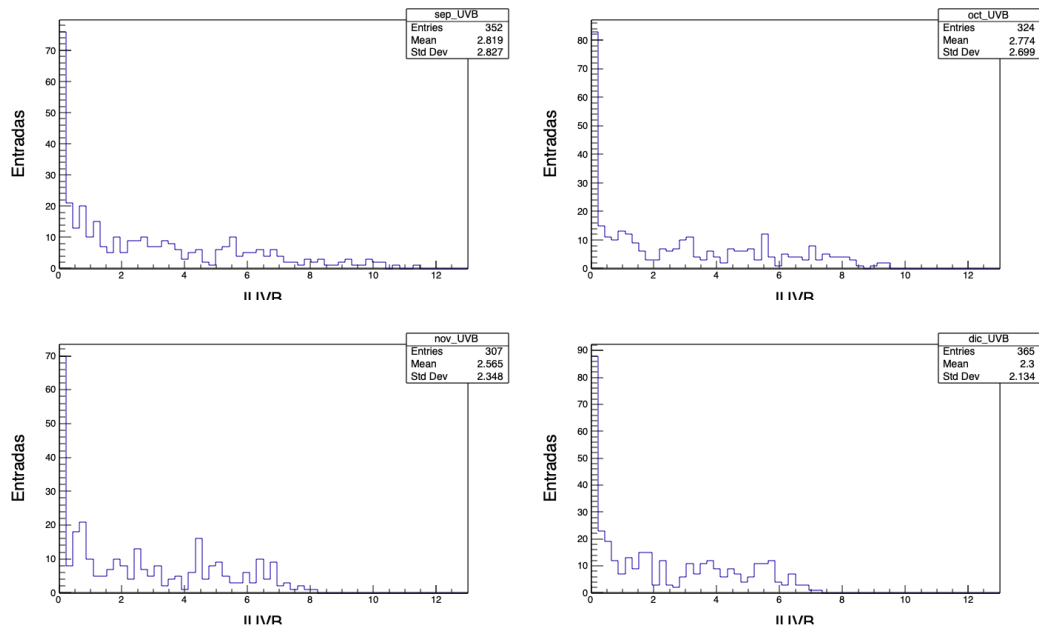 sep_UVB
Entries 352
Mean 2.819
Std Dev 2.827
70
60
50
40
30
20
10
0
Entradas
0 2 4 6 8 10 12
IUVB
oct_UVB
Entries 324
Mean 2.774
Std Dev 2.699
80
70
60
50
40
30
20
10
0
Entradas
0 2 4 6 8 10 12
IUVB
nov_UVB
Entries 307
Mean 2.565
Std Dev 2.348
70
60
50
40
30
20
10
0
Entradas
0 2 4 6 8 10 12
IUVB
dic_UVB
Entries 365
Mean 2.3
Std Dev 2.134
90
80
70
60
50
40
30
20
10
0
Entradas
0 2 4 6 8 10 12
IUVB